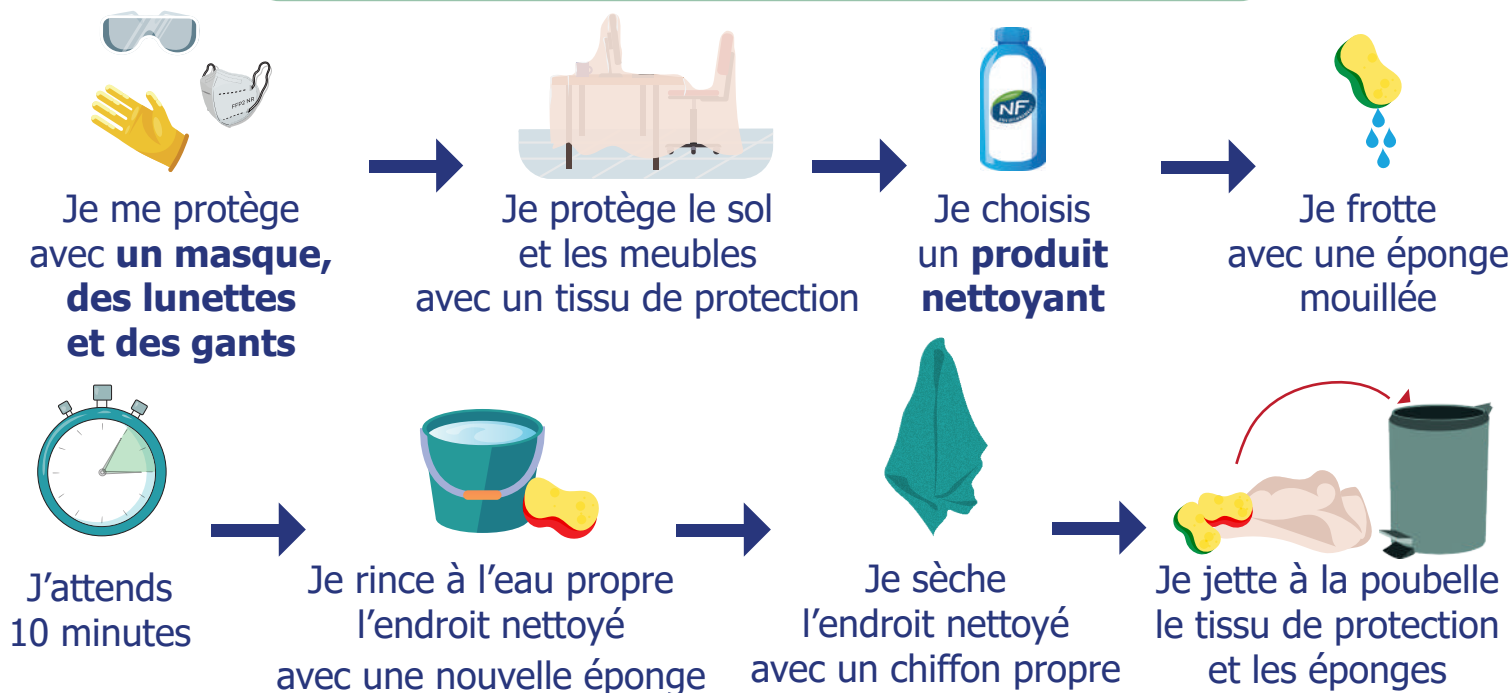 FFP2 NR
NF
Je me protège
avec un masque,
des lunettes
et des gants
Je protège le sol
et les meubles
avec un tissu de protection
Je choisis
un produit
nettoyant
Je frotte
avec une éponge
mouillée
J’attends
10 minutes
Je rince à l’eau propre
l’endroit nettoyé
avec une nouvelle éponge
Je sèche
l’endroit nettoyé
avec un chiffon propre
Je jette à la poubelle
le tissu de protection
et les éponges